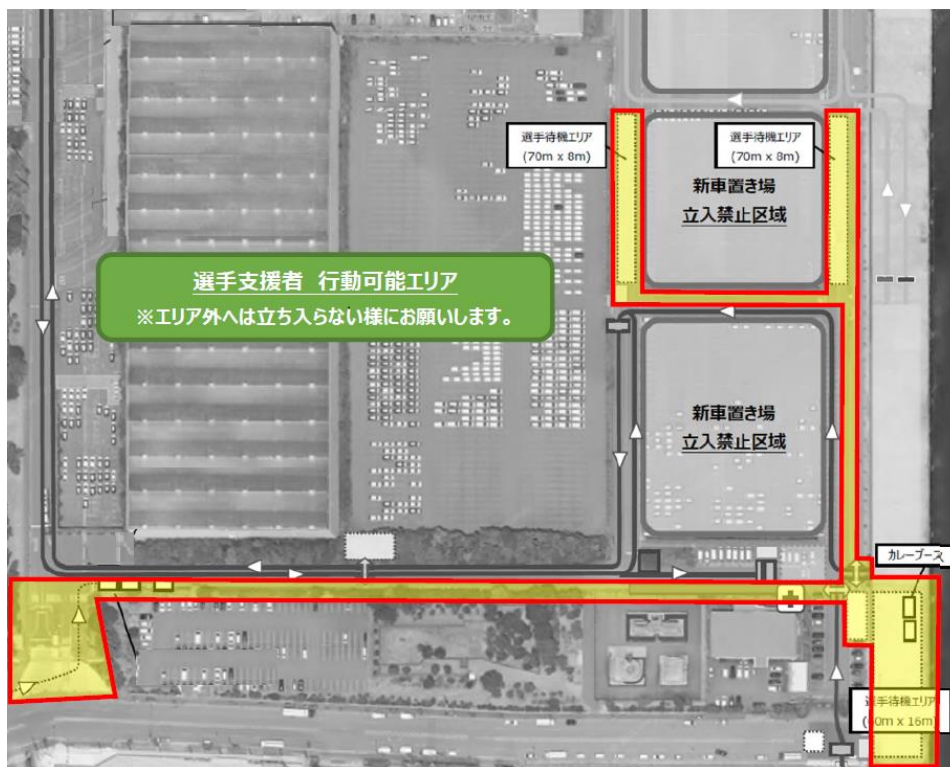 選手待機エリア
(70m x 8m)
選手待機エリア
(70m x 8m)
新車置き場
立入禁止区域
選手支援者 行動可能エリア
※エリア外へは立ち入らない様にお願いします。
新車置き場
立入禁止区域
カレーブース
選手待機エリア
(60m x 16m)